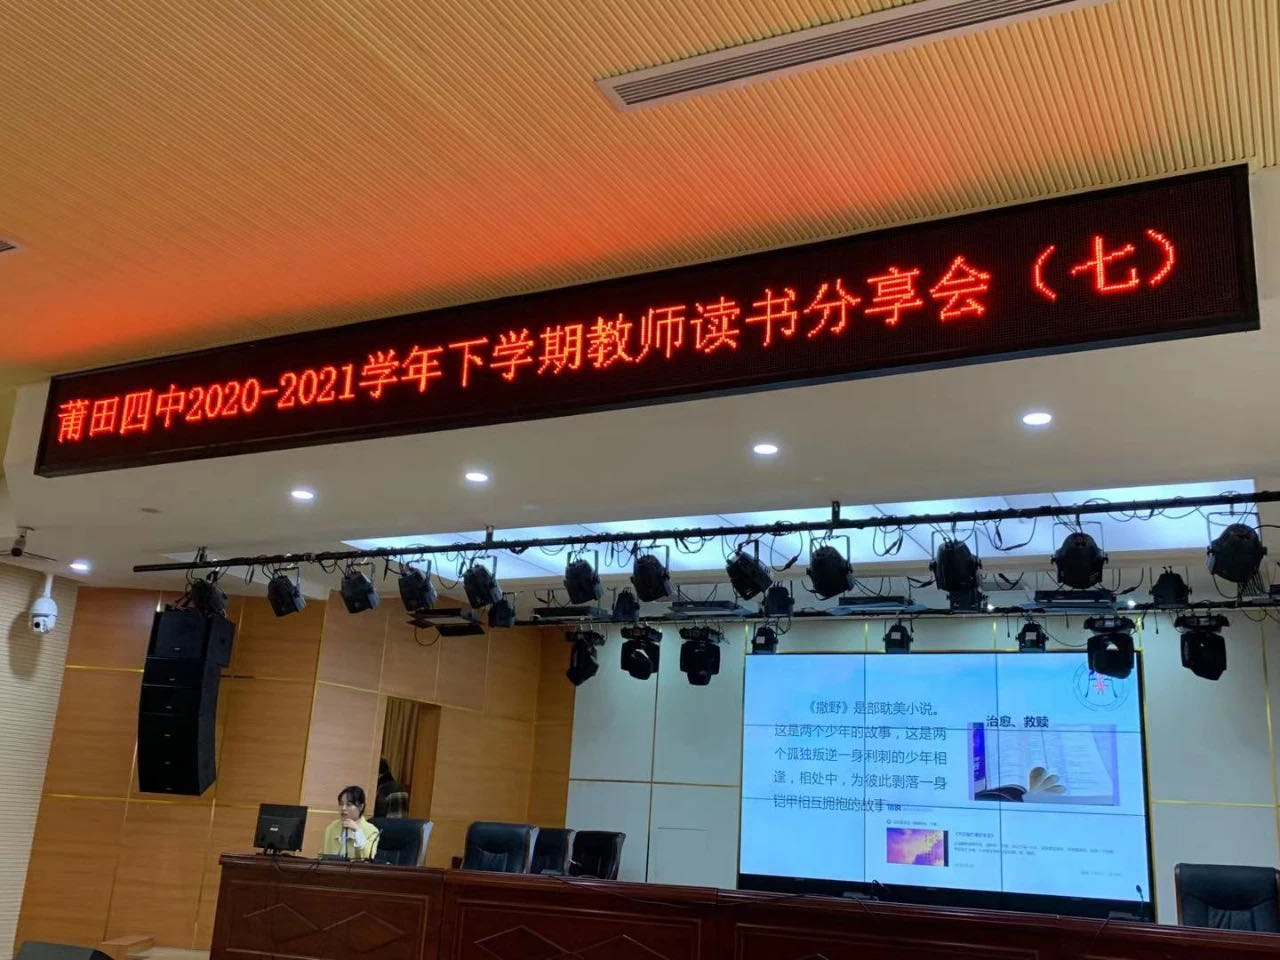 莆田四中2020-2021学年下学期教师读书分享会（七）
《撒野》是部耽美小说。
这是两个少年的故事，这是两
个孤独叛逆一身利刺的少年相
逢，相处中，为彼此剥落一身
铠甲相互拥抱的故事
治愈、救赎